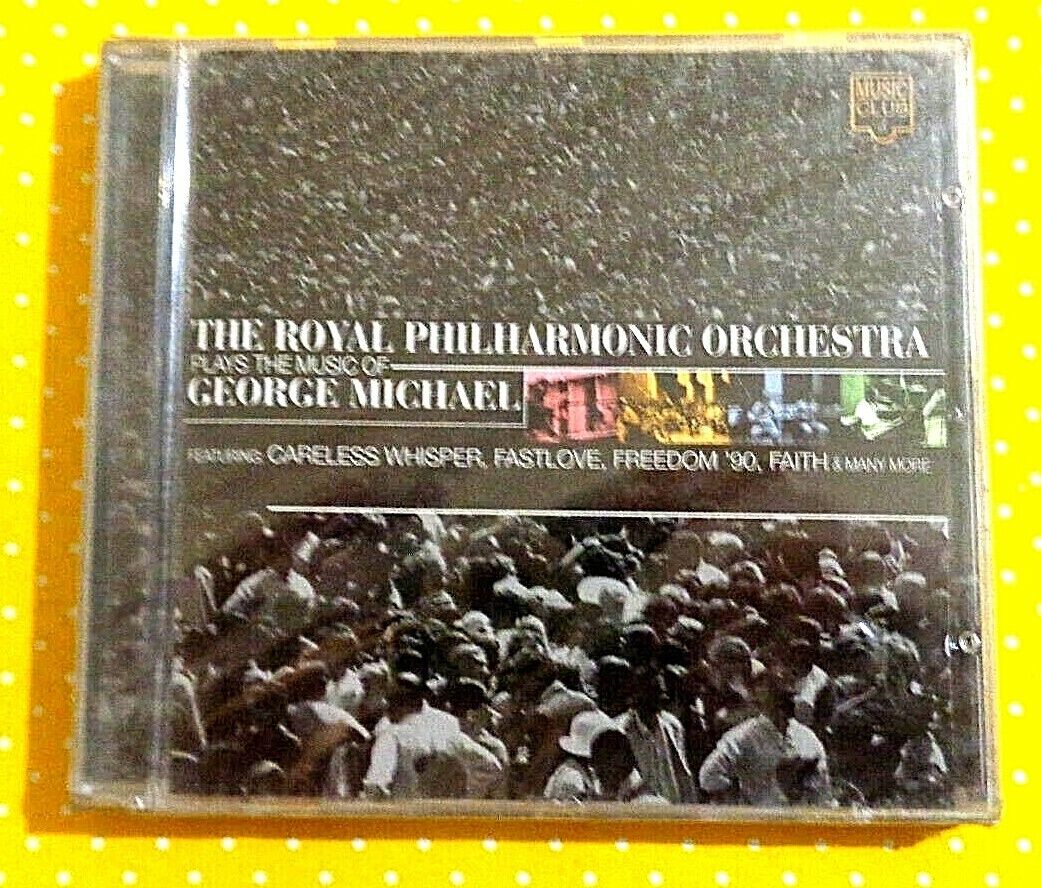 MUSIC
CLUB
THE ROYAL PHILHARMONIC ORCHESTRA
PLAYS THE MUSIC OF
GEORGE MICHAEL
FEATURING: CARELESS WHISPER, FASTLOVE, FREEDOM '90, FAITH & MANY MORE